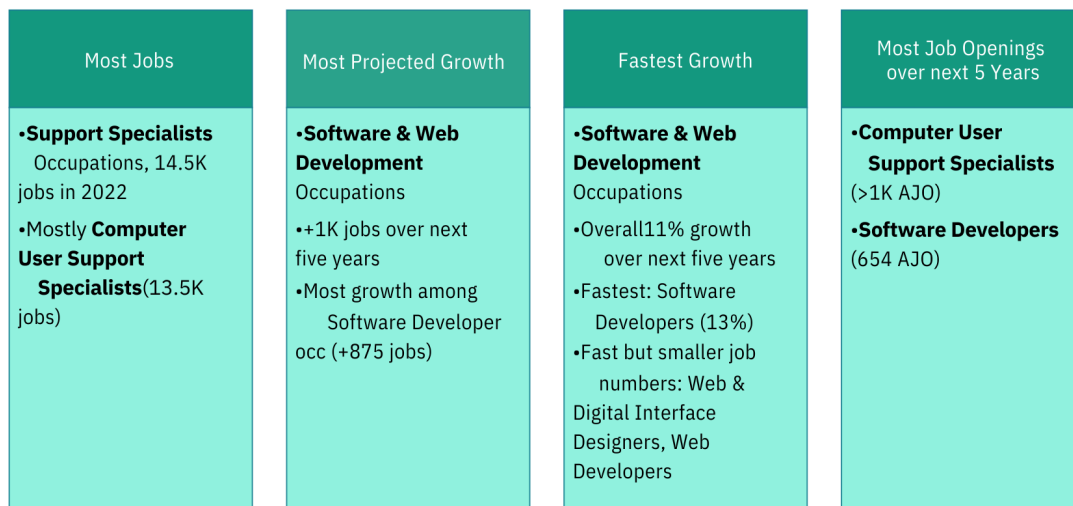 Most Jobs
•Support Specialists
Occupations, 14.5K
jobs in 2022
•Mostly Computer
User Support
Specialists(13.5K
jobs)
Most Projected Growth
•Software & Web
Development
Occupations
•+1K jobs over next
five years
•Most growth among
Software Developer
occ (+875 jobs)
Fastest Growth
•Software & Web
Development
Occupations
•Overall11% growth
over next five years
•Fastest: Software
Developers (13%)
•Fast but smaller job
numbers: Web &
Digital Interface
Designers, Web
Developers
Most Job Openings
over next 5 Years
•Computer User
Support Specialists
(>1K AJO)
•Software Developers
(654 AJO)